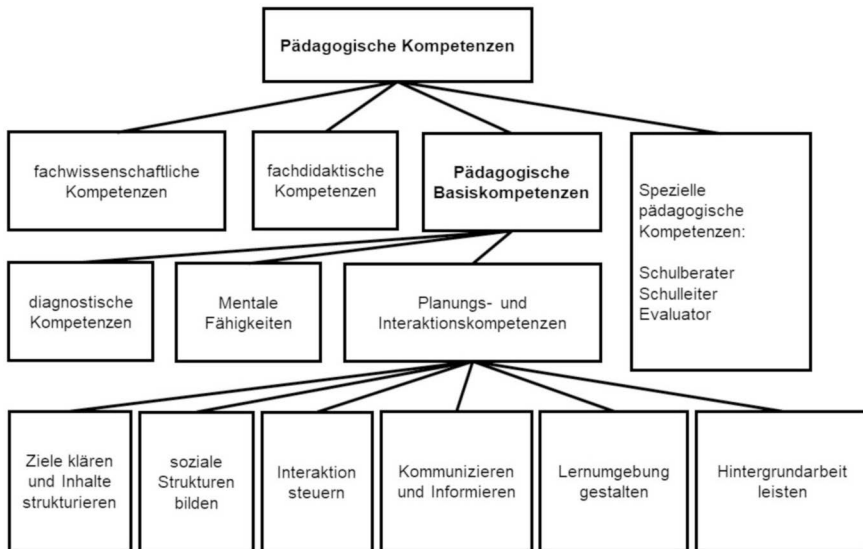 Pädagogische Kompetenzen
fachwissenschaftliche
Kompetenzen
fachdidaktische
Kompetenzen
Pädagogische
Basiskompetenzen
Spezielle
pädagogische
Kompetenzen:
Schulberater
Schulleiter
Evaluator
diagnostische
Kompetenzen
Mentale
Fähigkeiten
Planungs- und
Interaktionskompetenzen
Ziele klären
und Inhalte
strukturieren
soziale
Strukturen
bilden
Interaktion
steuern
Kommunizieren
und Informieren
Lernumgebung
gestalten
Hintergrundarbeit
leisten